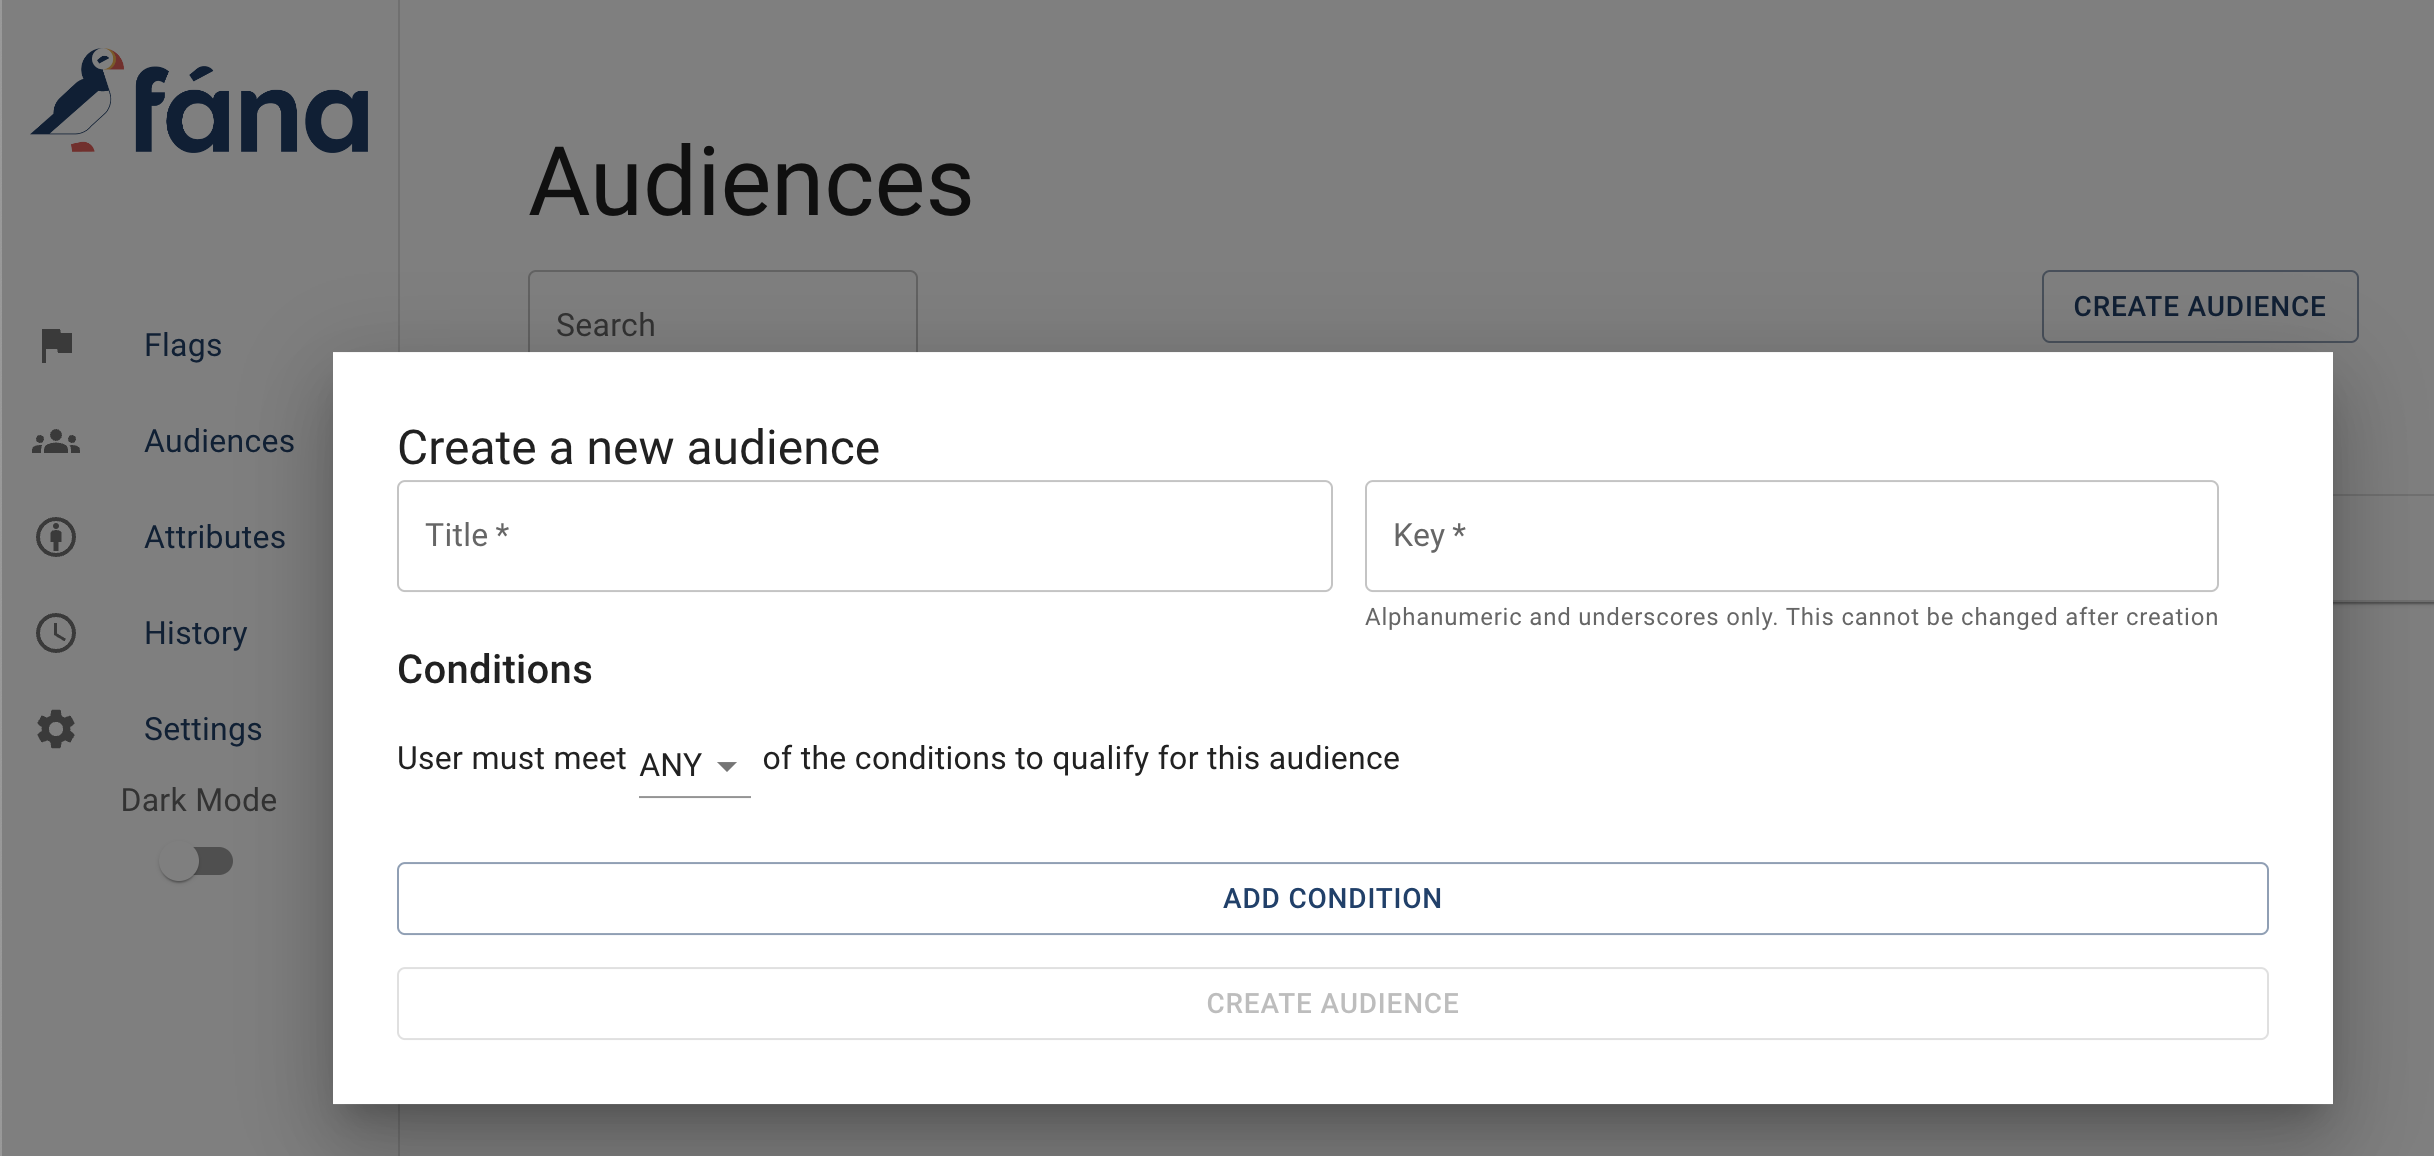 fána
Audiences
Search
CREATE AUDIENCE
Flags
Audiences
Attributes
History
Settings
Dark Mode
Create a new audience
Title *
Key *
Alphanumeric and underscores only. This cannot be changed after creation
Conditions
User must meet ANY of the conditions to qualify for this audience
ADD CONDITION
CREATE AUDIENCE